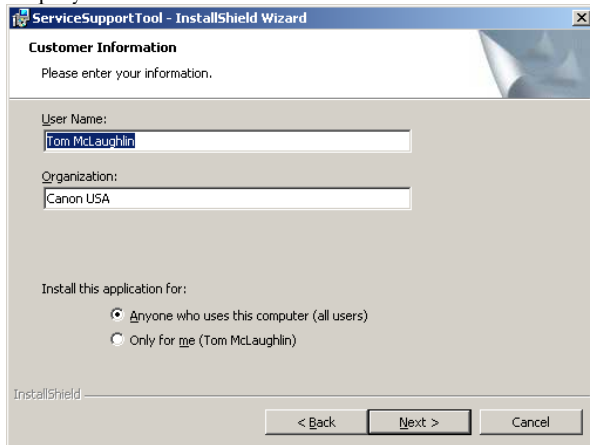 ServiceSupportTool - InstallShield Wizard
Customer Information
Please enter your information.
User Name:
Tom McLaughlin
Organization:
Canon USA
Install this application for:
Anyone who uses this computer (all users)
Only for me (Tom McLaughlin)
InstallShield
< Back Next > Cancel